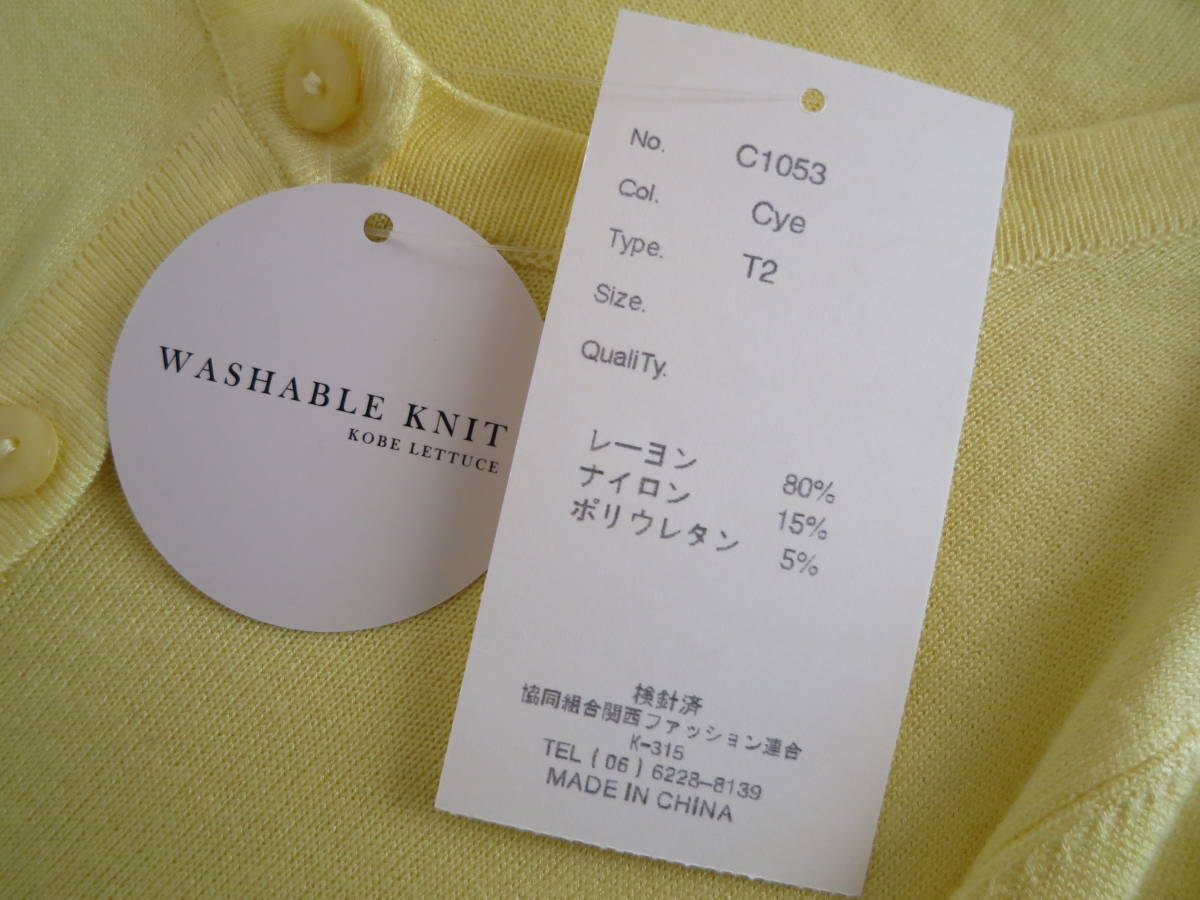 WASHABLE KNIT
KOBE LETTUCE
No. C1053
Col. Cye
Type. T2
Size.
QualiTy.
レーヨン 80%
ナイロン 15%
ポリウレタン 5%
検針済
協同組合関西ファッション連合
K-315
TEL (06) 6228-8139
MADE IN CHINA